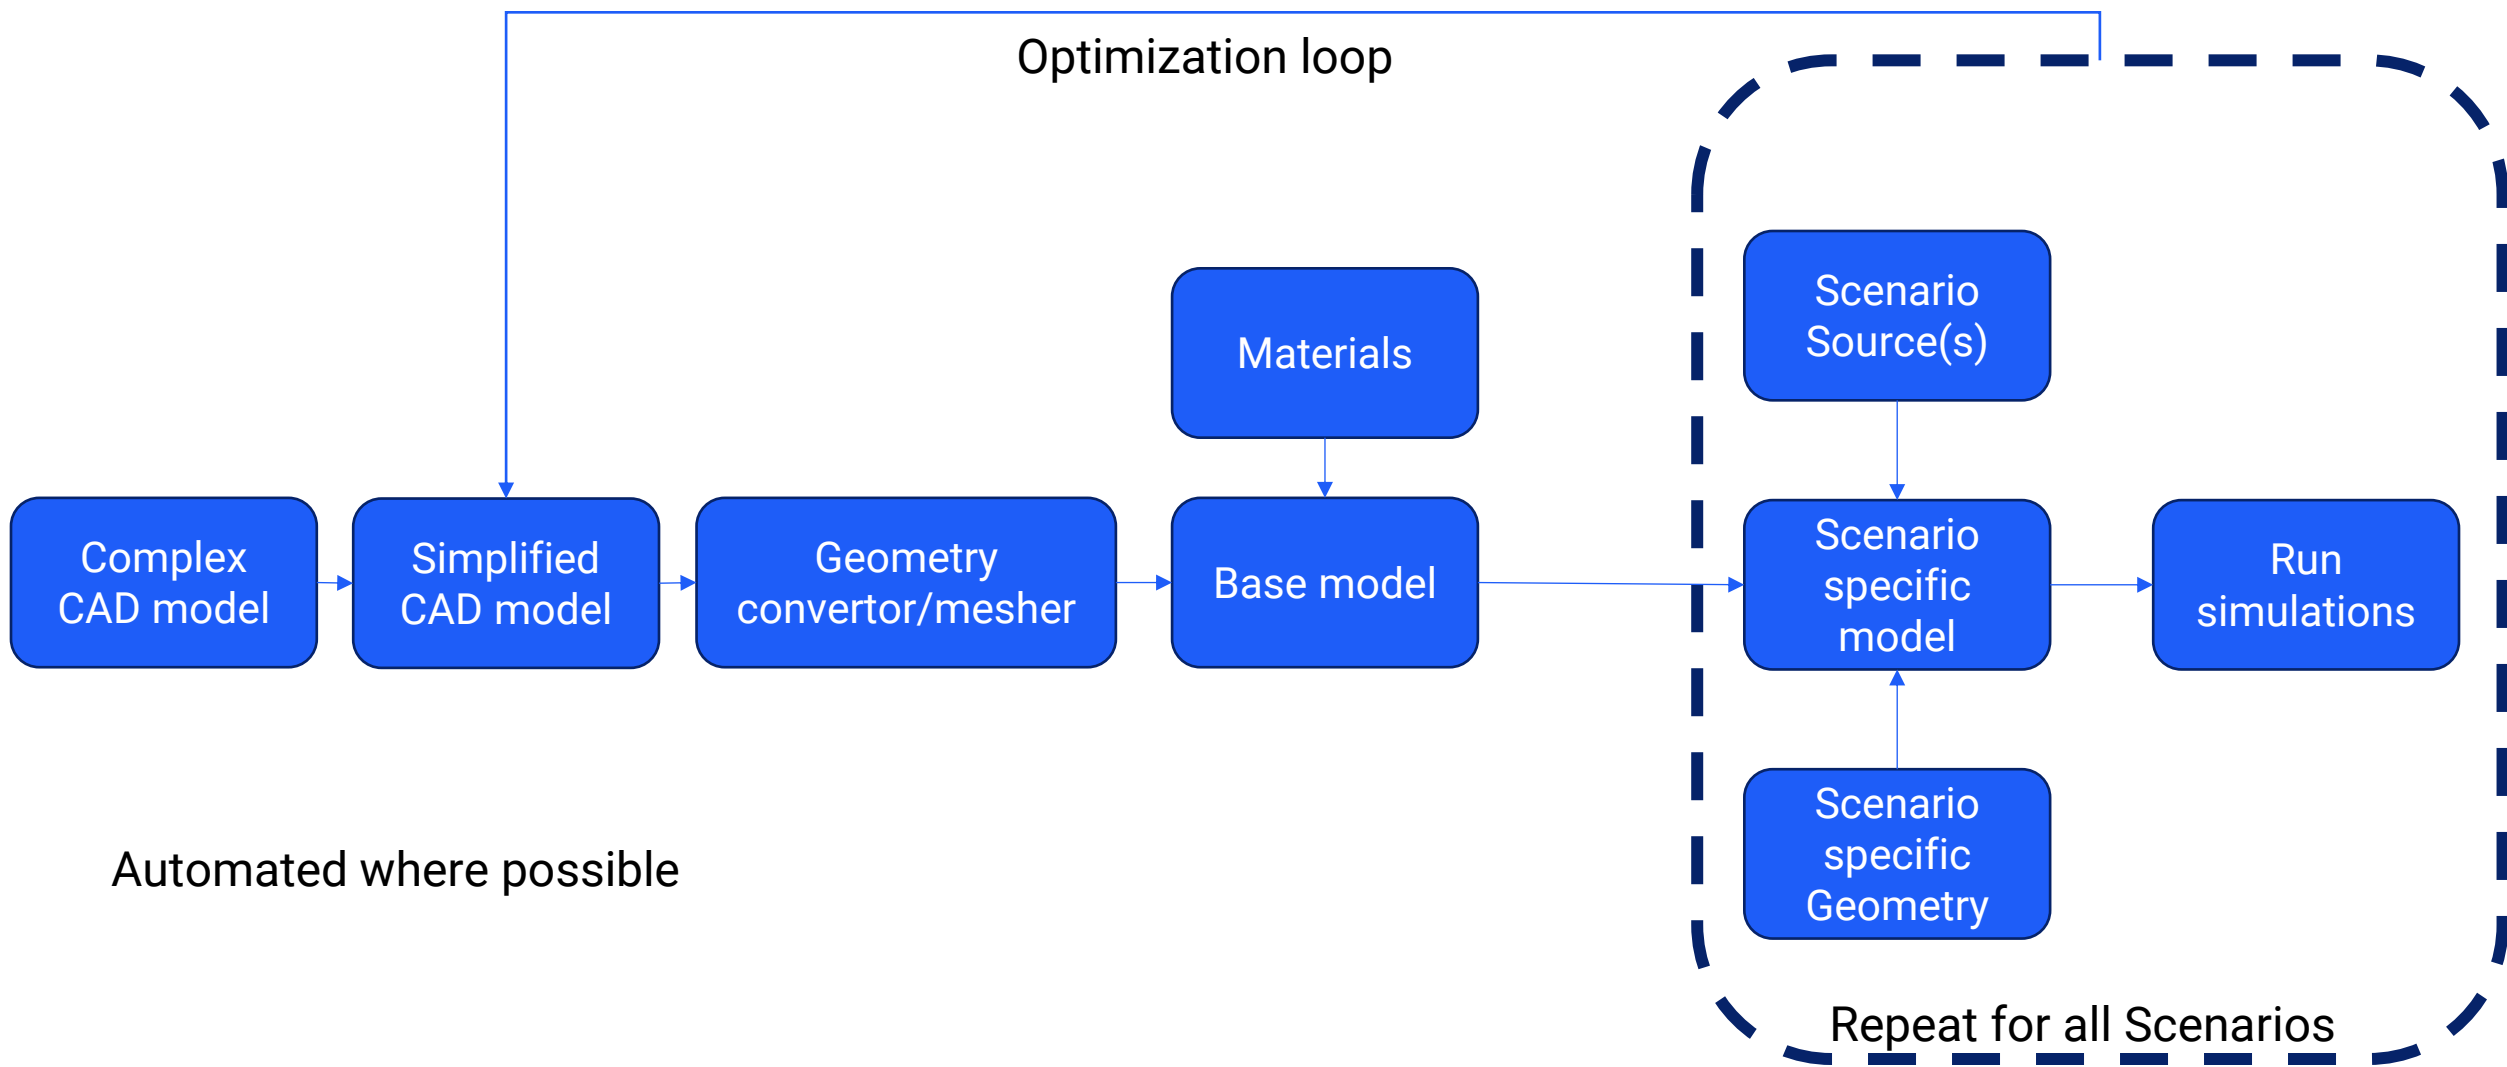 Optimization loop
Scenario
Source(s)
Materials
Complex
CAD model
Simplified
CAD model
Geometry
convertor/mesher
Base model
Scenario
specific
model
Run
simulations
Scenario
specific
Geometry
Automated where possible
Repeat for all Scenarios